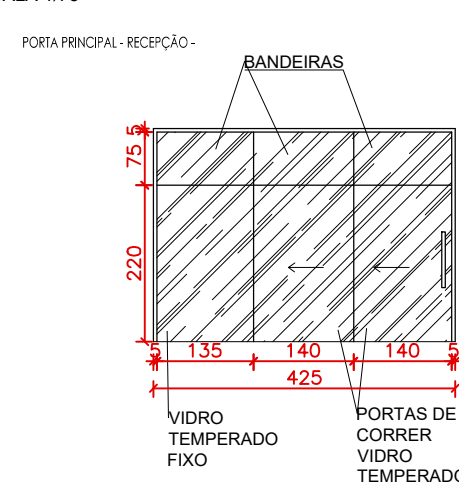 PORTA PRINCIPAL - RECEPÇÃO -
BANDEIRAS
5
75
220
5 135 140 140 5
425
VIDRO
TEMPERADO
FIXO
PORTAS DE
CORRER
VIDRO
TEMPERADO